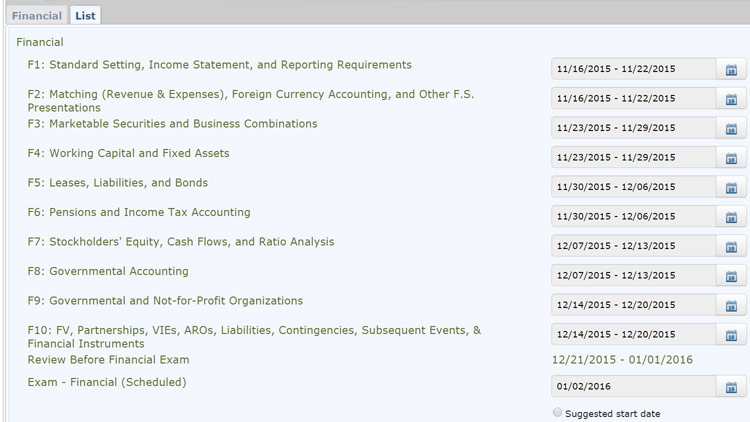 Financial List
Financial
F1: Standard Setting, Income Statement, and Reporting Requirements 11/16/2015 - 11/22/2015
F2: Matching (Revenue & Expenses), Foreign Currency Accounting, and Other F.S. 11/16/2015 - 11/22/2015
Presentations
F3: Marketable Securities and Business Combinations 11/23/2015 - 11/29/2015
F4: Working Capital and Fixed Assets 11/23/2015 - 11/29/2015
F5: Leases, Liabilities, and Bonds 11/30/2015 - 12/06/2015
F6: Pensions and Income Tax Accounting 11/30/2015 - 12/06/2015
F7: Stockholders' Equity, Cash Flows, and Ratio Analysis 12/07/2015 - 12/13/2015
F8: Governmental Accounting 12/07/2015 - 12/13/2015
F9: Governmental and Not-for-Profit Organizations 12/14/2015 - 12/20/2015
F10: FV, Partnerships, VIEs, AROs, Liabilities, Contingencies, Subsequent Events, & 12/14/2015 - 12/20/2015
Financial Instruments
Review Before Financial Exam 12/21/2015 - 01/01/2016
Exam - Financial (Scheduled) 01/02/2016
Suggested start date